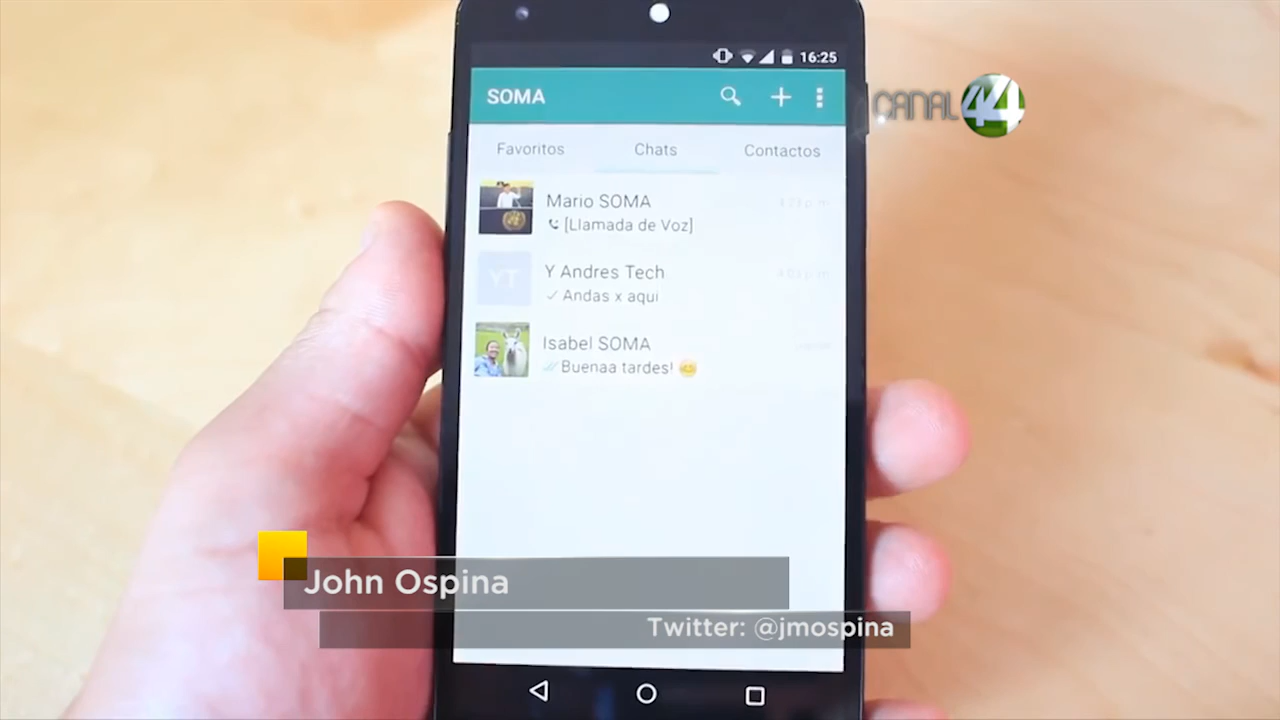 16:25
SOMA
CANAL 44
Favoritos Chats Contactos
Mario SOMA
[Llamada de Voz]
YT
Y Andres Tech
Andas x aqui
Isabel SOMA
Buenaa tardes!
John Ospina
Twitter: @jmospina